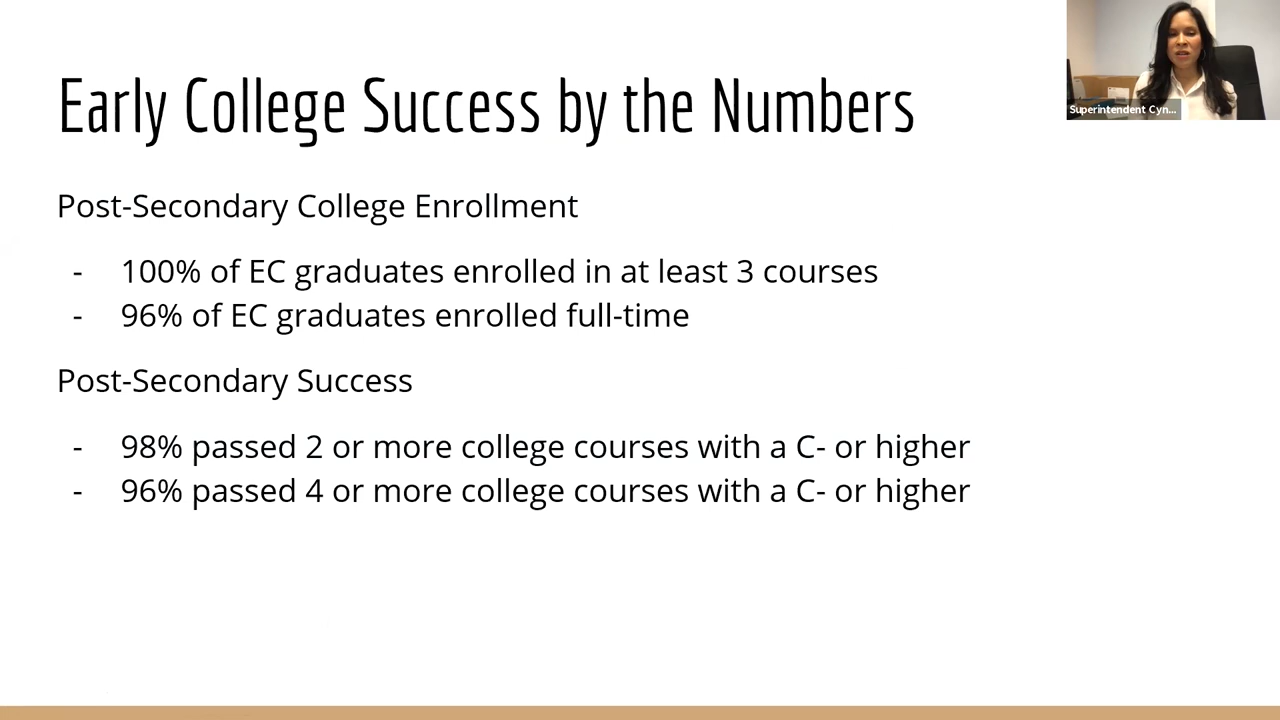 Early College Success by the Numbers
Superintendent Cyn...
Post-Secondary College Enrollment
- 100% of EC graduates enrolled in at least 3 courses
- 96% of EC graduates enrolled full-time
Post-Secondary Success
- 98% passed 2 or more college courses with a C- or higher
- 96% passed 4 or more college courses with a C- or higher